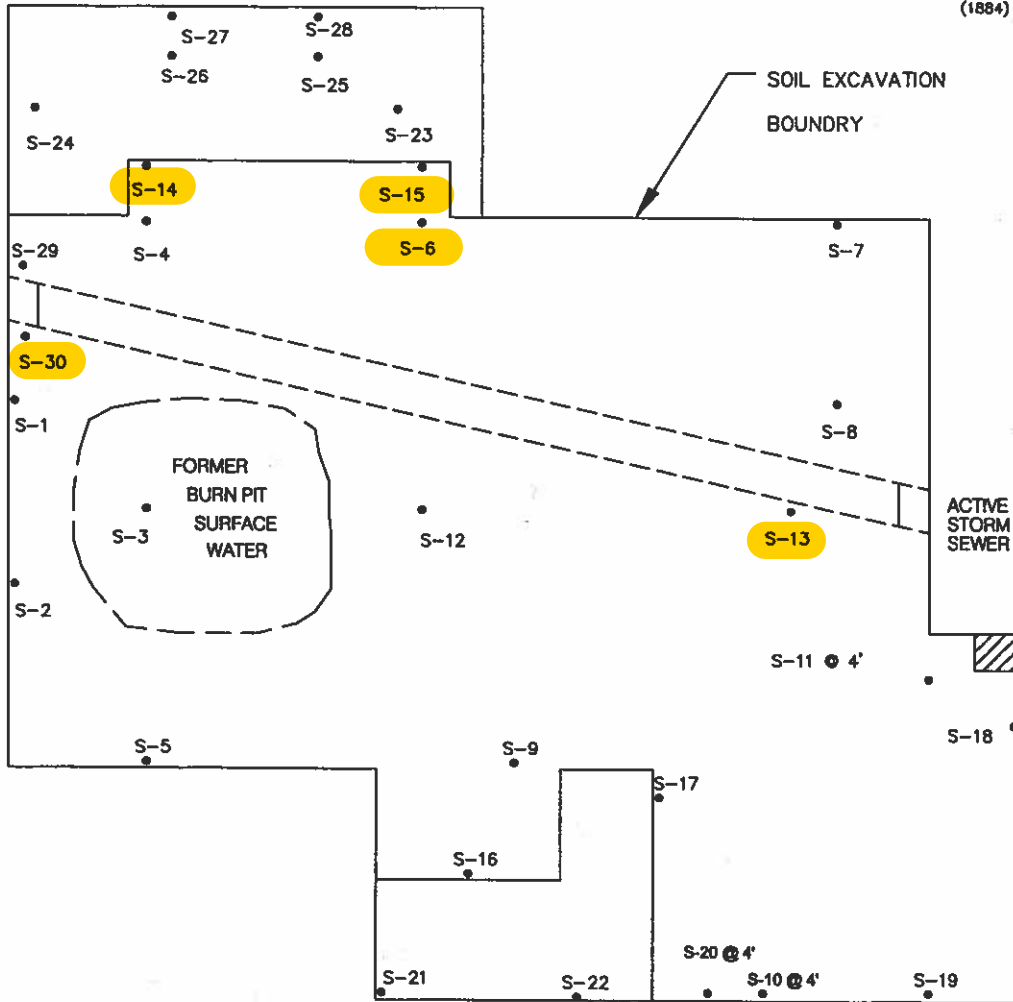 (1884)
S-27
S-28
S-26
S-25
SOIL EXCAVATION
BOUNDRY
S-24
S-23
S-14
S-15
S-4
S-6
S-7
S-29
S-30
S-1
S-8
FORMER
BURN PIT
SURFACE
WATER
S-3
S-12
S-13
ACTIVE
STORM
SEWER
S-2
S-11 @ 4'
S-18
S-5
S-9
S-17
S-16
S-20 @ 4'
S-21
S-22
S-10 @ 4'
S-19